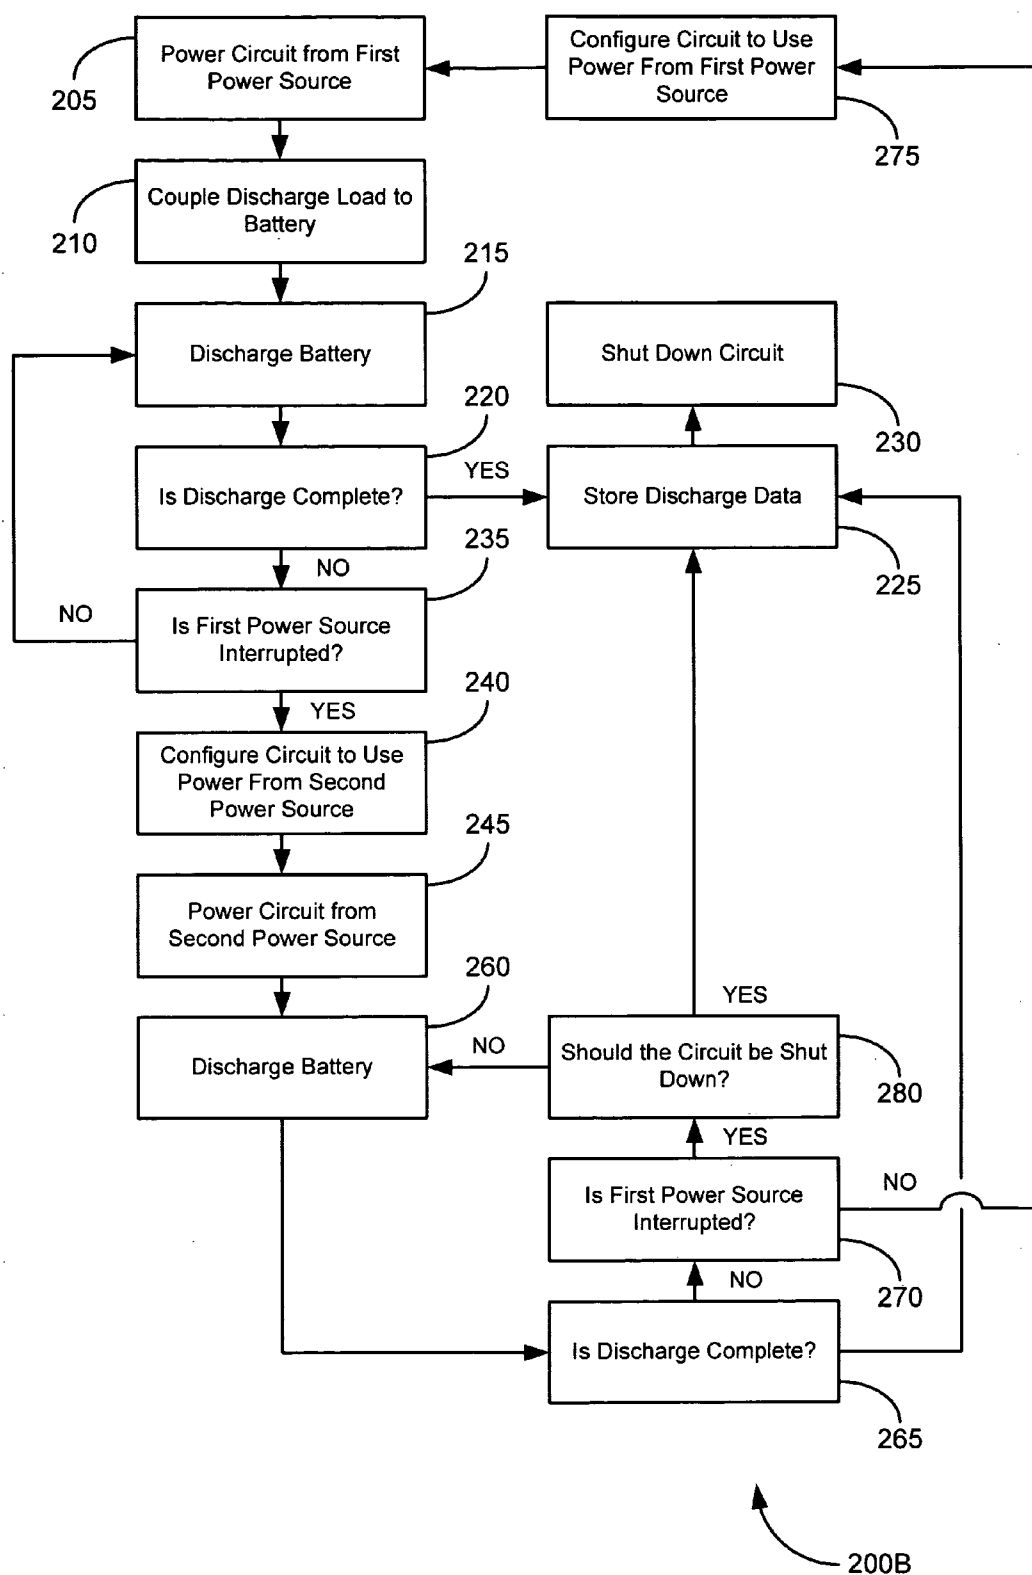 Power Circuit from First
Power Source
205
Configure Circuit to Use
Power From First Power
Source
275
Couple Discharge Load to
Battery
210
215
Discharge Battery
Shut Down Circuit
230
220
Is Discharge Complete?
YES
Store Discharge Data
225
NO
235
Is First Power Source
Interrupted?
NO
YES
240
Configure Circuit to Use
Power From Second
Power Source
245
Power Circuit from
Second Power Source
260
Discharge Battery
NO
YES
Should the Circuit be Shut
Down?
280
YES
Is First Power Source
Interrupted?
NO
270
NO
Is Discharge Complete?
265
200B